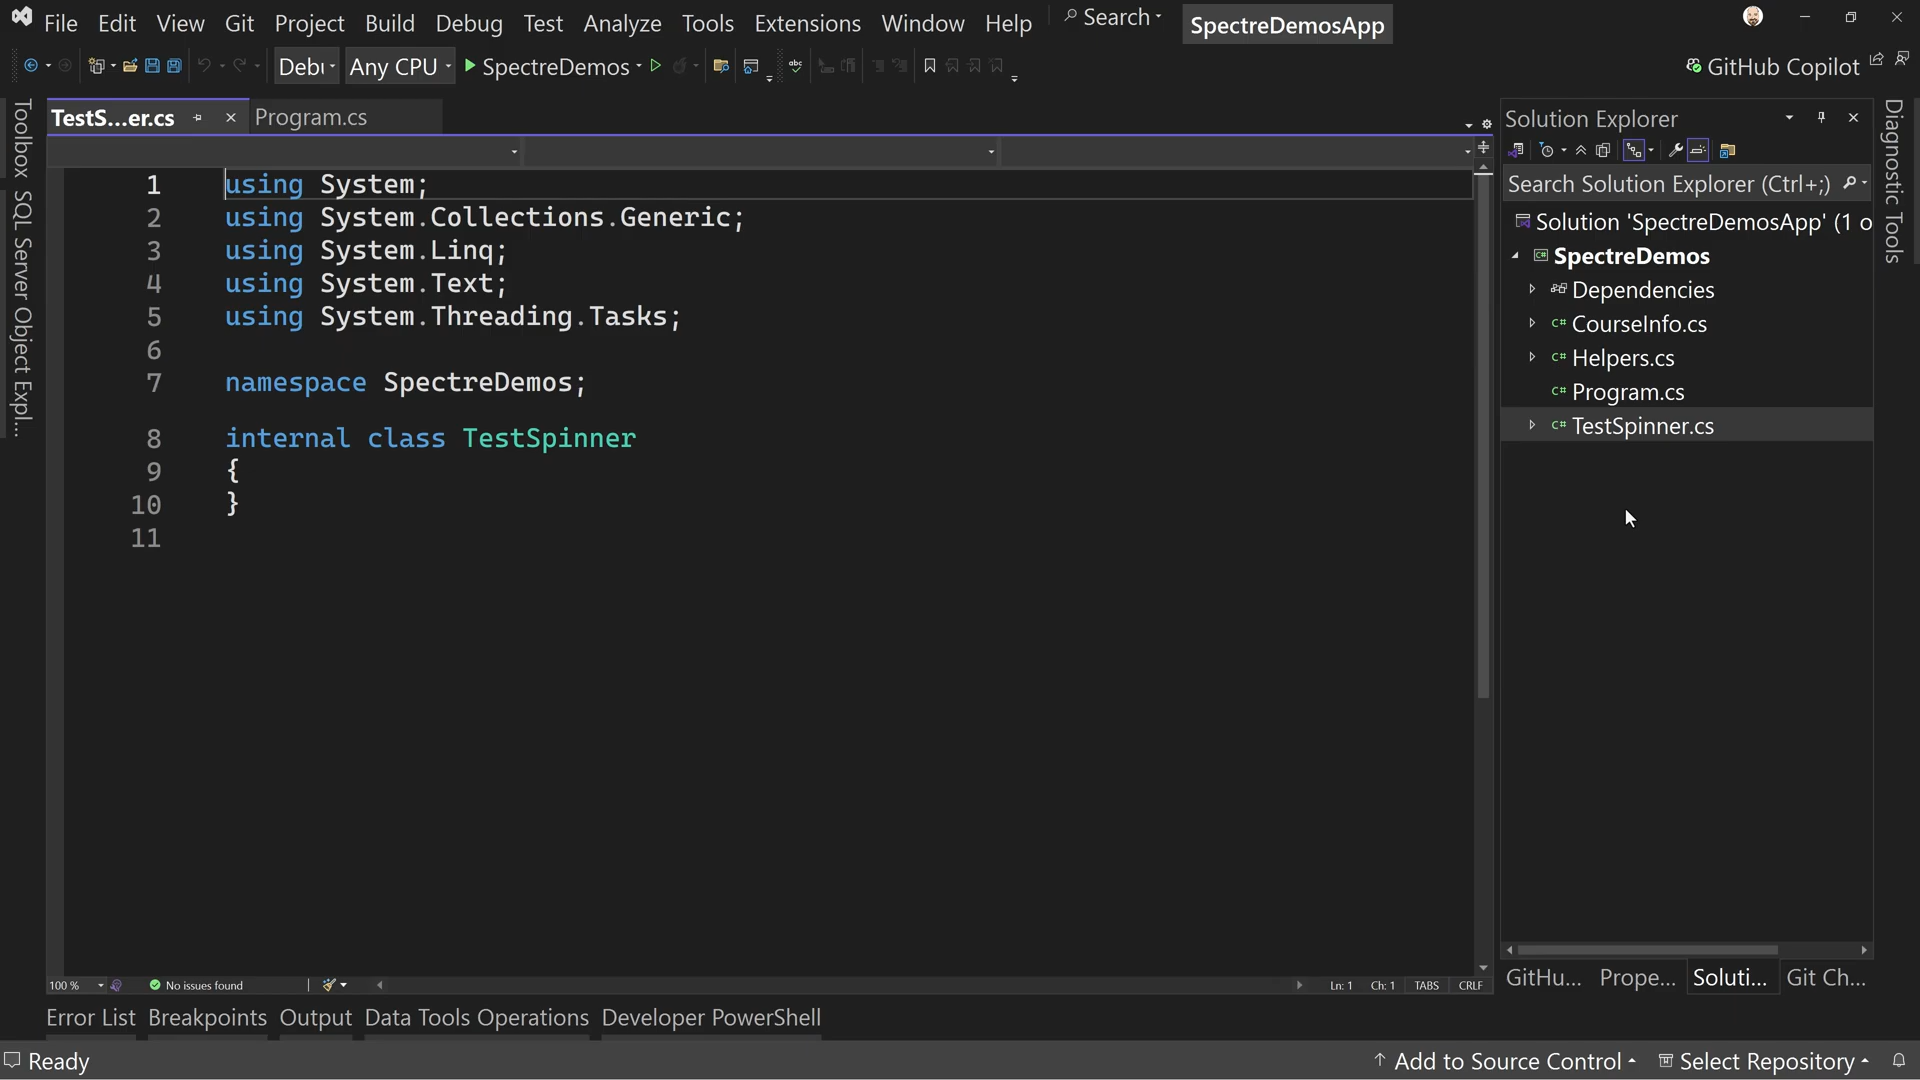 File Edit View Git Project Build Debug Test Analyze Tools Extensions Window Help Search SpectreDemosApp
Debu Any CPU SpectreDemos GitHub Copilot
TestS...er.cs Program.cs
1 using System;
2 using System.Collections.Generic;
3 using System.Linq;
4 using System.Text;
5 using System.Threading.Tasks;
6
7 namespace SpectreDemos;
8 internal class TestSpinner
9 {
10 }
11
100 % No issues found Ln: 1 Ch: 1 TABS CRLF
Toolbox
SQL Server Object Expl...
Solution Explorer
Search Solution Explorer (Ctrl+;)
Solution 'SpectreDemosApp' (1 o
SpectreDemos
Dependencies
C# CourseInfo.cs
C# Helpers.cs
C# Program.cs
C# TestSpinner.cs
GitHu... Prope... Soluti... Git Ch...
Diagnostic Tools
Error List Breakpoints Output Data Tools Operations Developer PowerShell
Ready Add to Source Control Select Repository